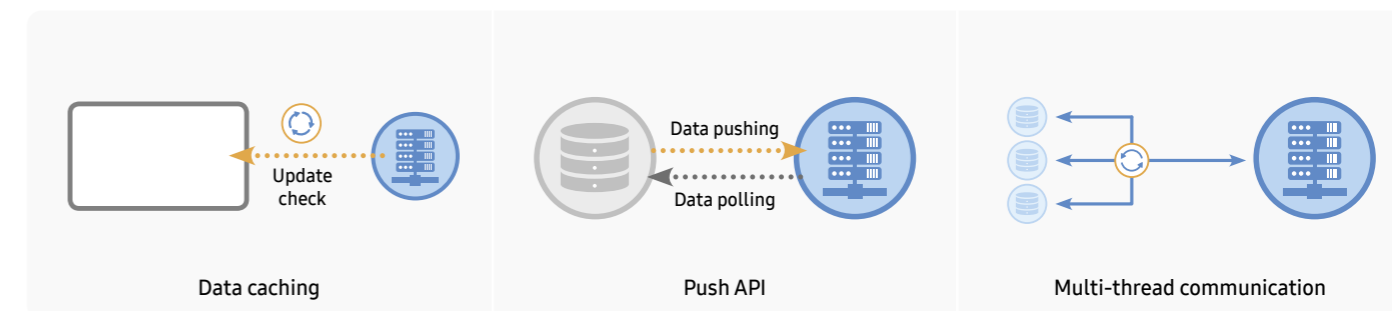 Update
check
Data caching
Data pushing
Data polling
Push API
Multi-thread communication